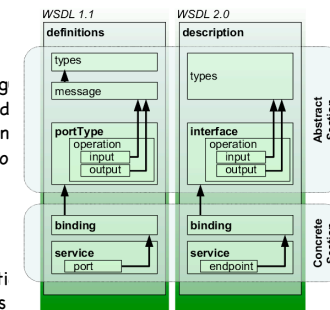 WSDL 1.1
definitions
types
message
portType
operation
input
output
binding
service
port
WSDL 2.0
description
types
interface
operation
input
output
binding
service
endpoint
Abstract
Concrete